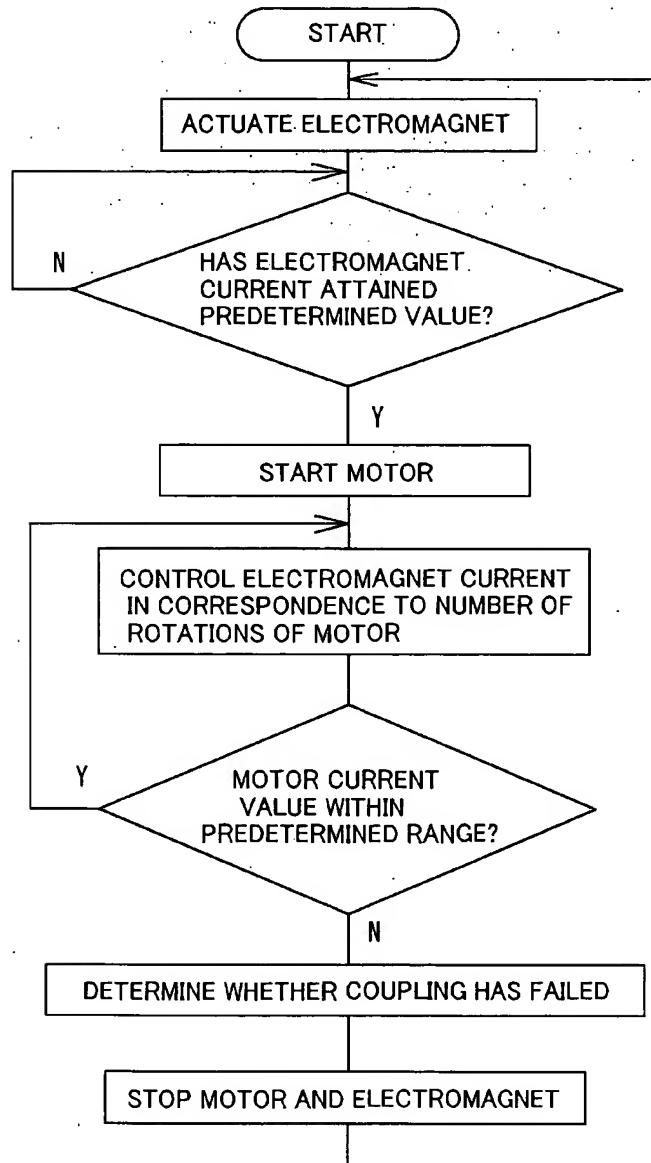 START
ACTUATE ELECTROMAGNET
N
HAS ELECTROMAGNET
CURRENT ATTAINED
PREDETERMINED VALUE?
Y
START MOTOR
CONTROL ELECTROMAGNET CURRENT
IN CORRESPONDENCE TO NUMBER OF
ROTATIONS OF MOTOR
Y
MOTOR CURRENT
VALUE WITHIN
PREDETERMINED RANGE?
N
DETERMINE WHETHER COUPLING HAS FAILED
STOP MOTOR AND ELECTROMAGNET